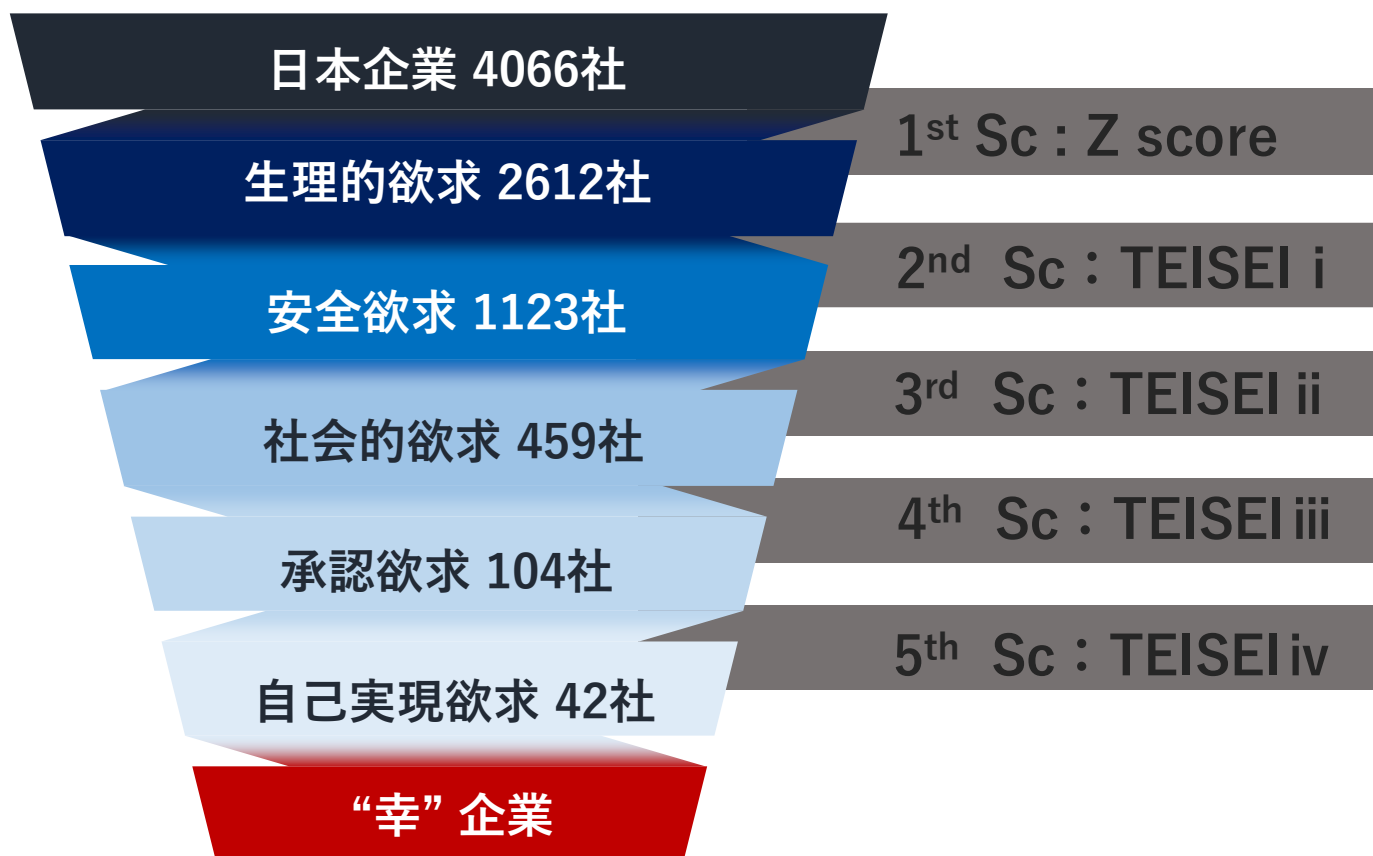 日本企業 4066社
1st Sc : Z score
生理的欲求 2612社
2nd Sc：TEISEI i
安全欲求 1123社
3rd Sc：TEISEI ii
社会的欲求 459社
4th Sc：TEISEI iii
承認欲求 104社
5th Sc：TEISEI iv
自己実現欲求 42社
“幸” 企業